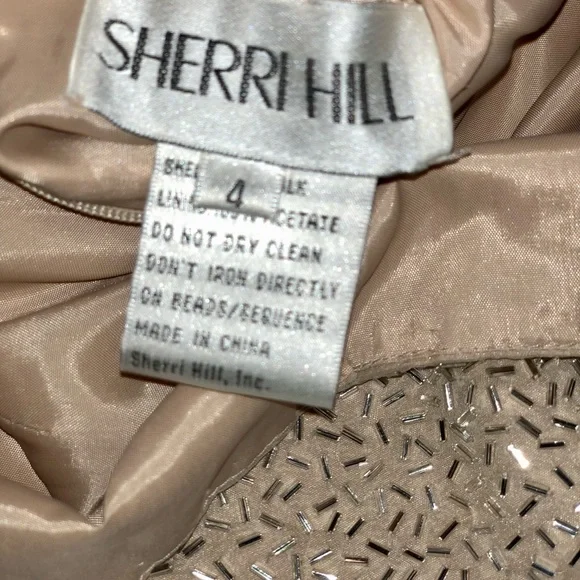 SHERRI HILL
4
DO NOT DRY CLEAN
DON'T IRON DIRECTLY
ON BEADS/SEQUENCE
MADE IN CHINA
Sherri Hill, Inc.